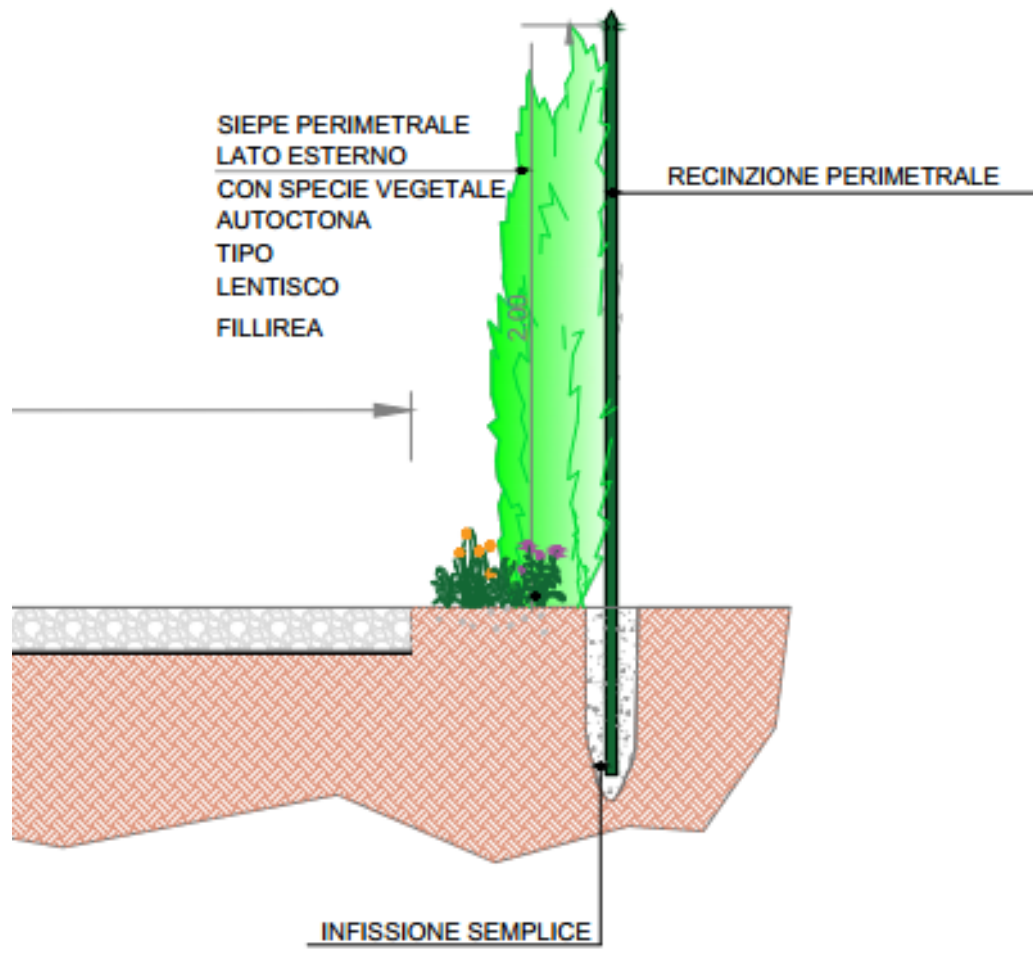 SIEPE PERIMETRALE
LATO ESTERNO
CON SPECIE VEGETALE
AUTOCTONA
TIPO
LENTISCO
FILLIREA
RECINZIONE PERIMETRALE
2.00
INFISSIONE SEMPLICE